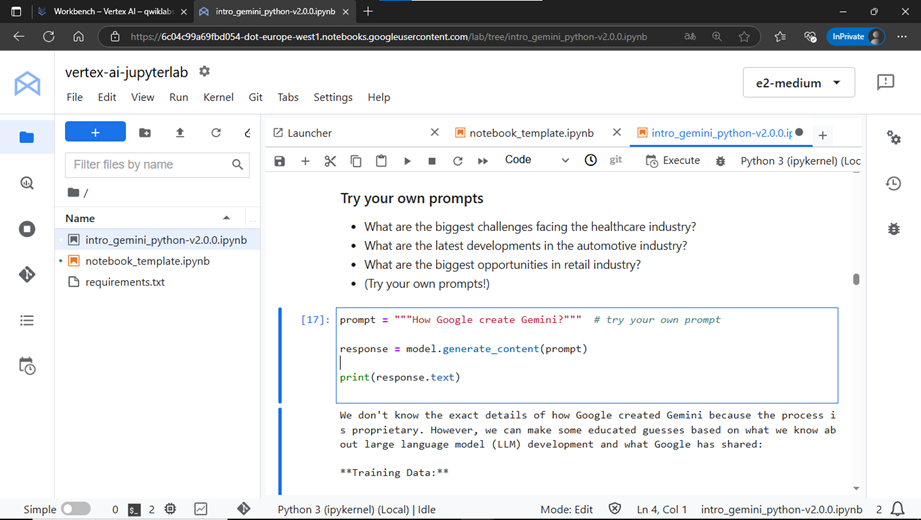 Workbench – Vertex AI – qwiklabs
intro_gemini_python-v2.0.0.ipynb
https://6c04c99a69fbd054-dot-europe-west1.notebooks.googleusercontent.com/lab/tree/intro_gemini_python-v2.0.0.ipynb
InPrivate
vertex-ai-jupyterlab
e2-medium
File Edit View Run Kernel Git Tabs Settings Help
Launcher
notebook_template.ipynb
intro_gemini_python-v2.0.0.ip
Filter files by name
Code
git
Execute
Python 3 (ipykernel) (Loc
/
Name
intro_gemini_python-v2.0.0.ipynb
notebook_template.ipynb
requirements.txt
Try your own prompts
• What are the biggest challenges facing the healthcare industry?
• What are the latest developments in the automotive industry?
• What are the biggest opportunities in retail industry?
• (Try your own prompts!)
[17]: prompt = """How Google create Gemini?""" # try your own prompt
response = model.generate_content(prompt)
print(response.text)
We don't know the exact details of how Google created Gemini because the process i
s proprietary. However, we can make some educated guesses based on what we know ab
out large language model (LLM) development and what Google has shared:
**Training Data:**
Simple 0 $_ 2 Python 3 (ipykernel) (Local) | Idle Mode: Edit Ln 4, Col 1 intro_gemini_python-v2.0.0.ipynb 2